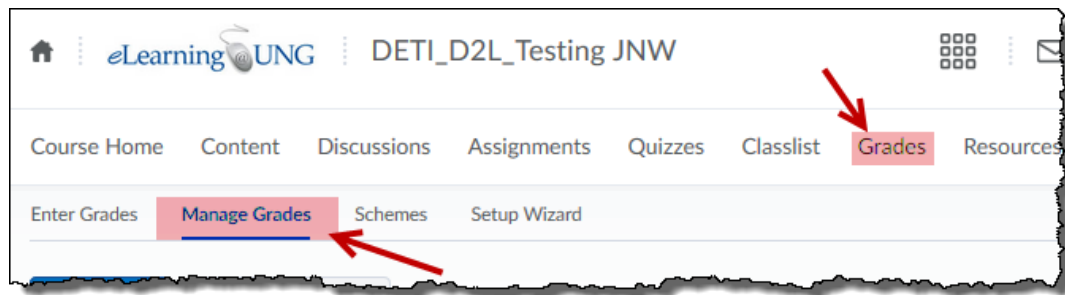 eLearning@UNG DETI_D2L_Testing JNW
Course Home Content Discussions Assignments Quizzes Classlist Grades Resources
Enter Grades Manage Grades Schemes Setup Wizard